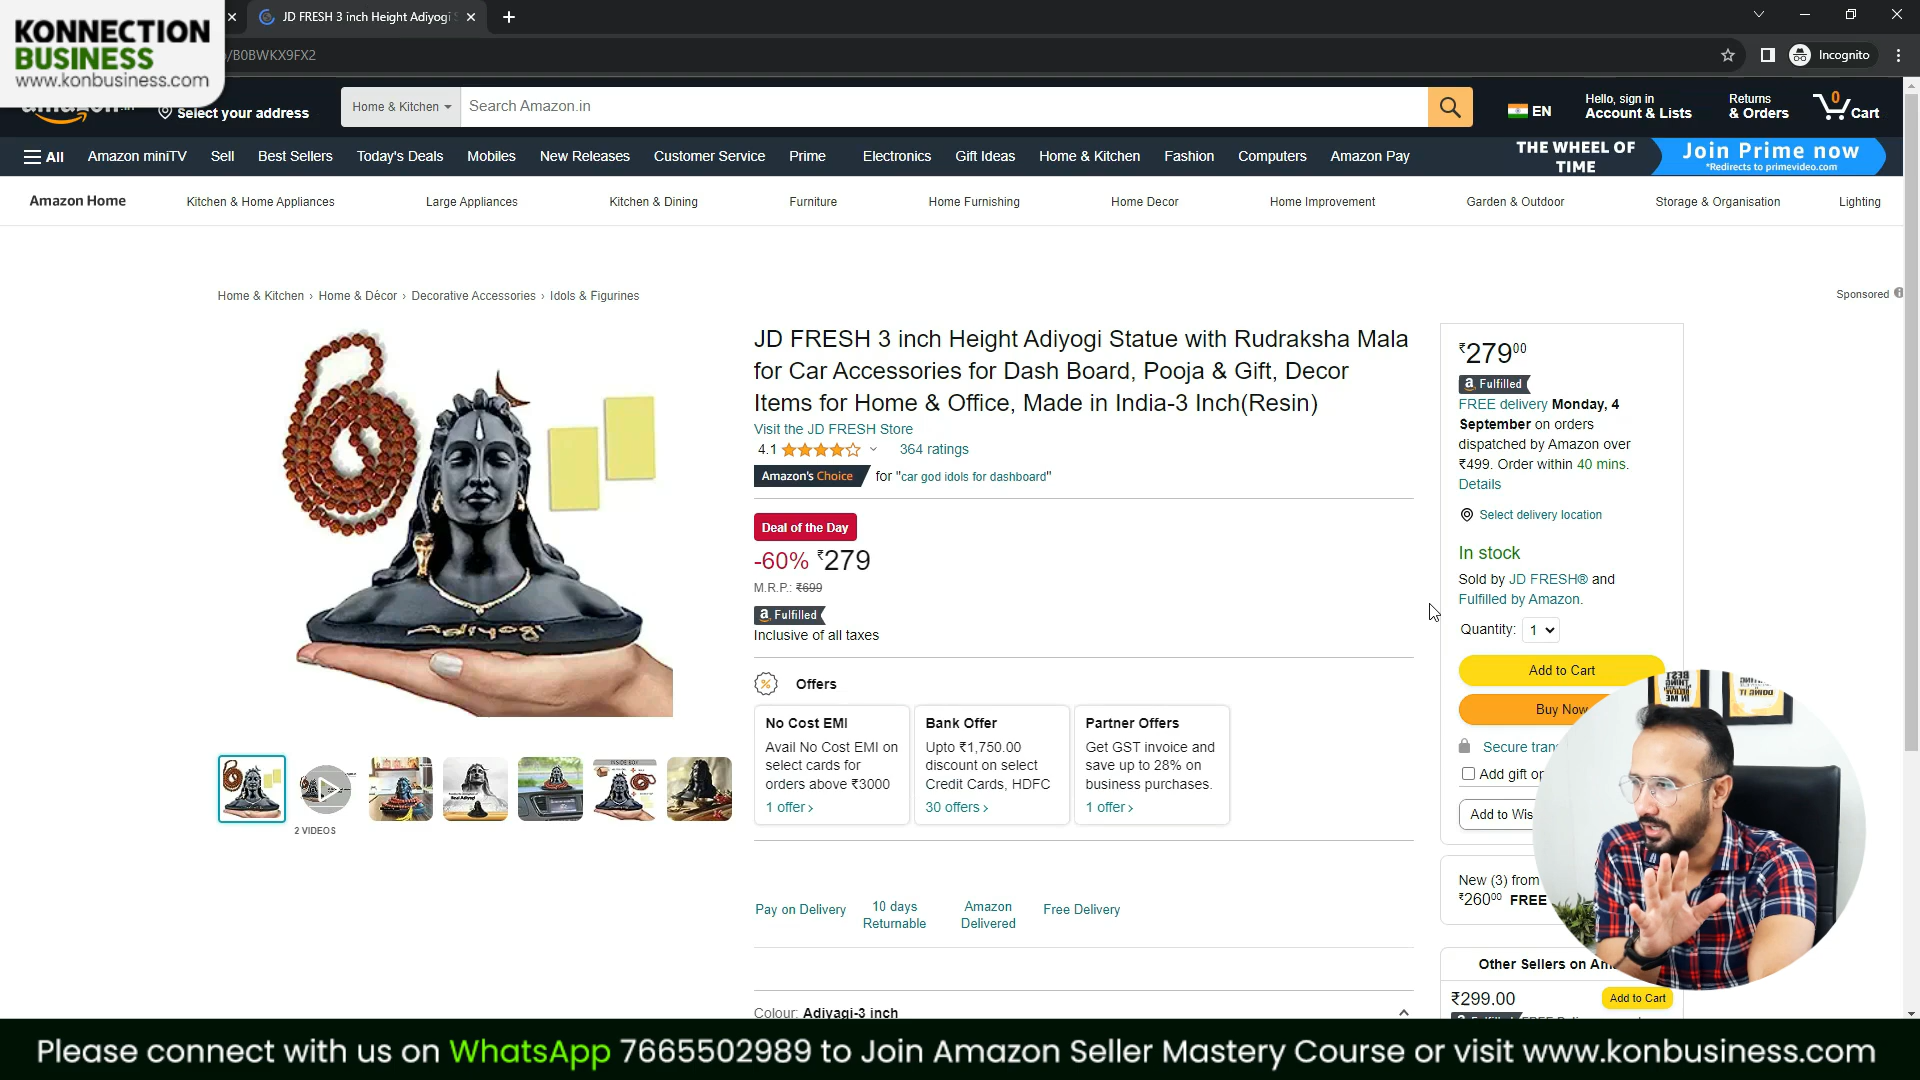 KONNECTION
BUSINESS
www.konbusiness.com
JD FRESH 3 inch Height Adiyogi S
/B0BWKX9FX2
Incognito
Select your address
Home & Kitchen
Search Amazon.in
EN
Hello, sign in
Account & Lists
Returns
& Orders
0
Cart
All
Amazon miniTV
Sell
Best Sellers
Today's Deals
Mobiles
New Releases
Customer Service
Prime
Electronics
Gift Ideas
Home & Kitchen
Fashion
Computers
Amazon Pay
THE WHEEL OF
TIME
Join Prime now
*Redirects to primevideo.com
Amazon Home
Kitchen & Home Appliances
Large Appliances
Kitchen & Dining
Furniture
Home Furnishing
Home Decor
Home Improvement
Garden & Outdoor
Storage & Organisation
Lighting
Home & Kitchen › Home & Décor › Decorative Accessories › Idols & Figurines
Sponsored
Adiyogi
2 VIDEOS
JD FRESH 3 inch Height Adiyogi Statue with Rudraksha Mala
for Car Accessories for Dash Board, Pooja & Gift, Decor
Items for Home & Office, Made in India-3 Inch(Resin)
Visit the JD FRESH Store
4.1
364 ratings
Amazon's Choice for "car god idols for dashboard"
Deal of the Day
-60% ₹279
M.R.P.: ₹699
a Fulfilled
Inclusive of all taxes
Offers
No Cost EMI
Avail No Cost EMI on
select cards for
orders above ₹3000
1 offer ›
Bank Offer
Upto ₹1,750.00
discount on select
Credit Cards, HDFC
30 offers ›
Partner Offers
Get GST invoice and
save up to 28% on
business purchases.
1 offer ›
Pay on Delivery
10 days
Returnable
Amazon
Delivered
Free Delivery
Colour: Adiyagi-3 inch
₹27900
a Fulfilled
FREE delivery Monday, 4
September on orders
dispatched by Amazon over
₹499. Order within 40 mins.
Details
Select delivery location
In stock
Sold by JD FRESH® and
Fulfilled by Amazon.
Quantity: 1
Add to Cart
Buy Now
Secure tran
Add gift op
Add to Wis
New (3) from
₹26000 FREE
Other Sellers on Am
₹299.00
Add to Cart
Please connect with us on WhatsApp 7665502989 to Join Amazon Seller Mastery Course or visit www.konbusiness.com